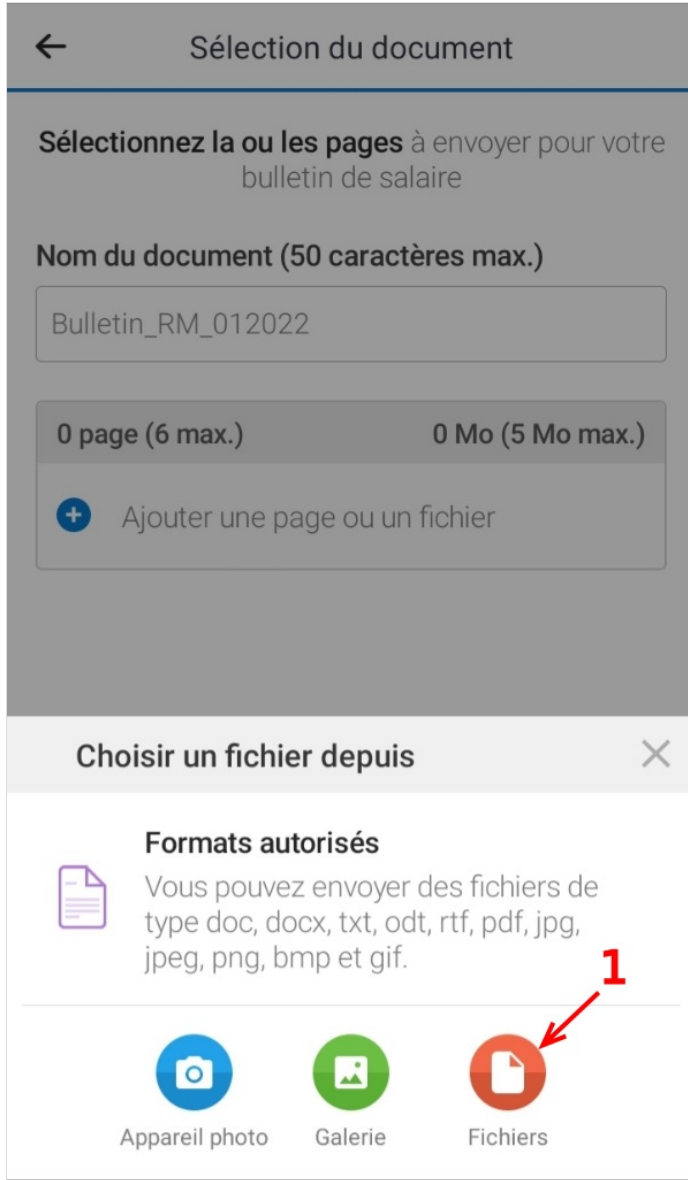 Sélection du document
Sélectionnez la ou les pages à envoyer pour votre
bulletin de salaire
Nom du document (50 caractères max.)
Bulletin_RM_012022
0 page (6 max.) 0 Mo (5 Mo max.)
Ajouter une page ou un fichier
Choisir un fichier depuis
Formats autorisés
Vous pouvez envoyer des fichiers de
type doc, docx, txt, odt, rtf, pdf, jpg,
jpeg, png, bmp et gif.
1
Appareil photo Galerie Fichiers